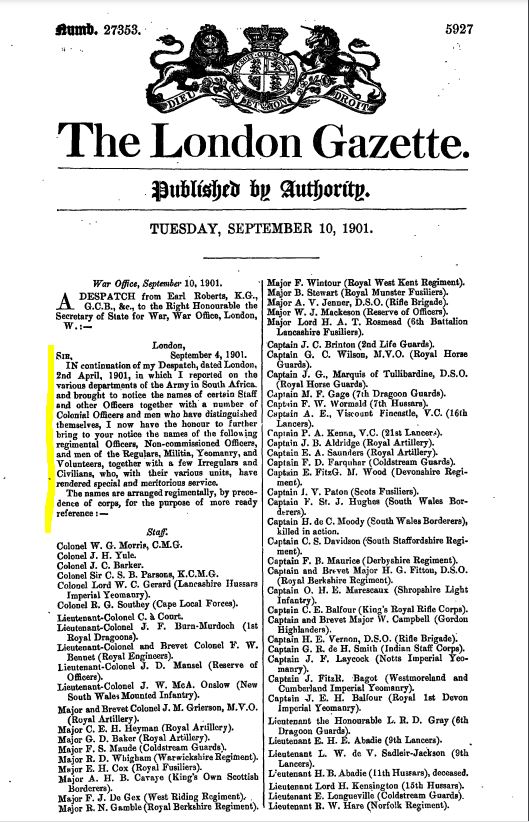 Numb. 27353.
5927
DIEU ET MON DROIT
The London Gazette.
Published by Authority.
TUESDAY, SEPTEMBER 10, 1901.
War Office, September 10, 1901.
A DESPATCH from Earl Roberts, K.G.,
G.C.B., &c., to the Right Honourable the
Secretary of State for War, War Office, London,
W.:—
London,
SIR, September 4, 1901.
IN continuation of my Despatch, dated London,
2nd April, 1901, in which I reported on the
various departments of the Army in South Africa.
and brought to notice the names of certain Staff
and other Officers together with a number of
Colonial Officers and men who have distinguished
themselves, I now have the honour to further
bring to your notice the names of the following
regimental Officers, Non-commissioned Officers,
and men of the Regulars, Militia, Yeomanry, and
Volunteers, together with a few Irregulars and
Civilians, who, with their various units, have
rendered special and meritorious service.
The names are arranged regimentally, by prece-
dence of corps, for the purpose of more ready
reference:—
Staff.
Colonel W. G. Morris, C.M.G.
Colonel J. H. Yule.
Colonel J. C. Barker.
Colonel Sir C. S. B. Parsons, K.C.M.G.
Colonel Lord W. C. Gerard (Lancashire Hussars
Imperial Yeomanry).
Colonel R. G. Southey (Cape Local Forces).
Lieutenant-Colonel C. à Court.
Lieutenant-Colonel J. F. Burn-Murdoch (1st
Royal Dragoons).
Lieutenant-Colonel and Brevet Colonel F. W.
Bennet (Royal Engineers).
Lieutenant-Colonel J. D. Mansel (Reserve of
Officers).
Lieutenant-Colonel J. W. McA. Onslow (New
South Wales Mounted Infantry).
Major and Brevet Colonel J. M. Grierson, M.V.O.
(Royal Artillery).
Major C. E. H. Heyman (Royal Artillery).
Major G. D. Baker (Royal Artillery).
Major F. S. Maude (Coldstream Guards).
Major R. D. Whigham (Warwickshire Regiment).
Major E. H. Cox (Royal Fusiliers).
Major A. H. B. Cavaye (King's Own Scottish
Borderers).
Major F. J. De Gex (West Riding Regiment).
Major R. N. Gamble (Royal Berkshire Regiment).
Major F. Wintour (Royal West Kent Regiment).
Major B. Stewart (Royal Munster Fusiliers).
Major A. V. Jenner, D.S.O. (Rifle Brigade).
Major W. J. Mackeson (Reserve of Officers).
Major Lord H. A. T. Rosmead (6th Battalion
Lancashire Fusiliers).
Captain J. C. Brinton (2nd Life Guards).
Captain G. C. Wilson, M.V.O. (Royal Horse
Guards).
Captain J. G., Marquis of Tullibardine, D.S.O.
(Royal Horse Guards).
Captain M. F. Gage (7th Dragoon Guards).
Captain F. W. Wormald (7th Hussars).
Captain A. E., Viscount Fincastle, V.C. (16th
Lancers).
Captain P. A. Kenna, V.C. (21st Lancers).
Captain J. B. Aldridge (Royal Artillery).
Captain E. A. Saunders (Royal Artillery).
Captain F. D. Farquhar (Coldstream Guards).
Captain E. FitzG. M. Wood (Devonshire Regi-
ment).
Captain J. V. Paton (Scots Fusiliers).
Captain F. St. J. Hughes (South Wales Bor-
derers).
Captain H. de C. Moody (South Wales Borderers),
killed in action.
Captain C. S. Davidson (South Staffordshire Regi-
ment).
Captain F. B. Maurice (Derbyshire Regiment).
Captain and Brevet Major H. G. Fitton, D.S.O.
(Royal Berkshire Regiment).
Captain O. H. E. Marescaux (Shropshire Light
Infantry).
Captain C. E. Balfour (King's Royal Rifle Corps).
Captain and Brevet Major W. Campbell (Gordon
Highlanders).
Captain H. E. Vernon, D.S.O. (Rifle Brigade).
Captain G. R. de H. Smith (Indian Staff Corps).
Captain J. F. Laycock (Notts Imperial Yeo-
manry).
Captain J. FitzR. Bagot (Westmoreland and
Cumberland Imperial Yeomanry).
Captain J. E. H. Balfour (Royal 1st Devon
Imperial Yeomanry).
Lieutenant the Honourable L. R. D. Gray (6th
Dragoon Guards).
Lieutenant E. H. E. Abadie (9th Lancers).
Lieutenant L. W. de V. Sadleir-Jackson (9th
Lancers).
Lieutenant H. B. Abadie (11th Hussars), deceased.
Lieutenant Lord H. Kensington (15th Hussars).
Lieutenant E. Longueville (Coldstream Guards).
Lieutenant R. W. Hare (Norfolk Regiment).